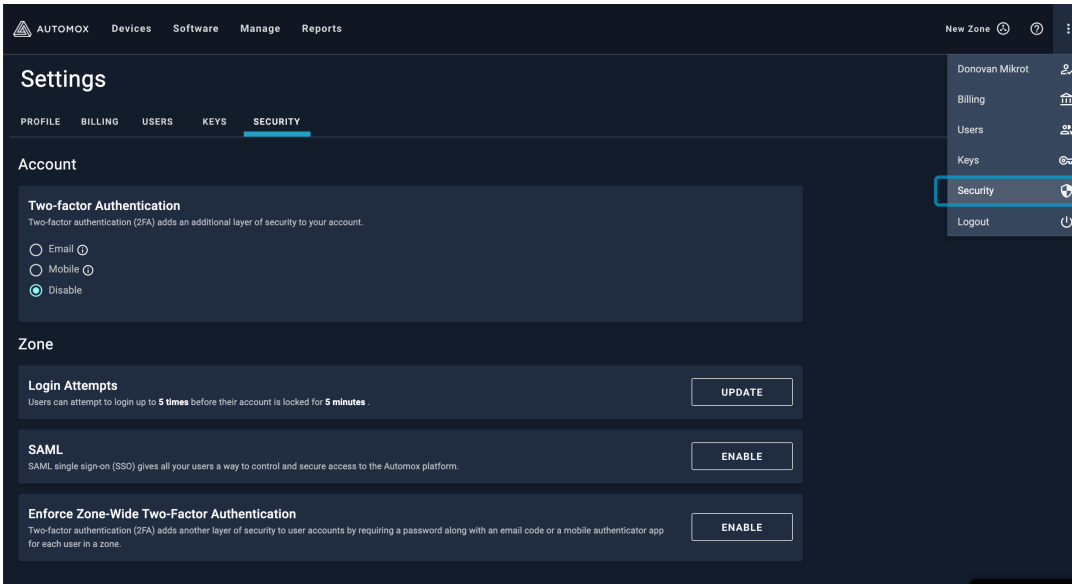 AUTOMOX Devices Software Manage Reports New Zone
Settings
PROFILE BILLING USERS KEYS SECURITY
Donovan Mikrot
Billing
Users
Keys
Security
Logout
Account
Two-factor Authentication
Two-factor authentication (2FA) adds an additional layer of security to your account.
Email
Mobile
Disable
Zone
Login Attempts
Users can attempt to login up to 5 times before their account is locked for 5 minutes .
UPDATE
SAML
SAML single sign-on (SSO) gives all your users a way to control and secure access to the Automox platform.
ENABLE
Enforce Zone-Wide Two-Factor Authentication
Two-factor authentication (2FA) adds another layer of security to user accounts by requiring a password along with an email code or a mobile authenticator app
for each user in a zone.
ENABLE